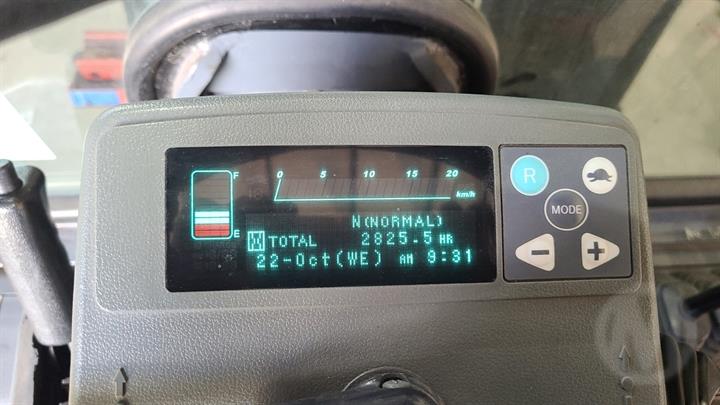 F
E
0 5 10 15 20
km/h
N(NORMAL)
TOTAL 2825.5 HR
22-Oct(WE) AM 9:31
R
MODE
- +